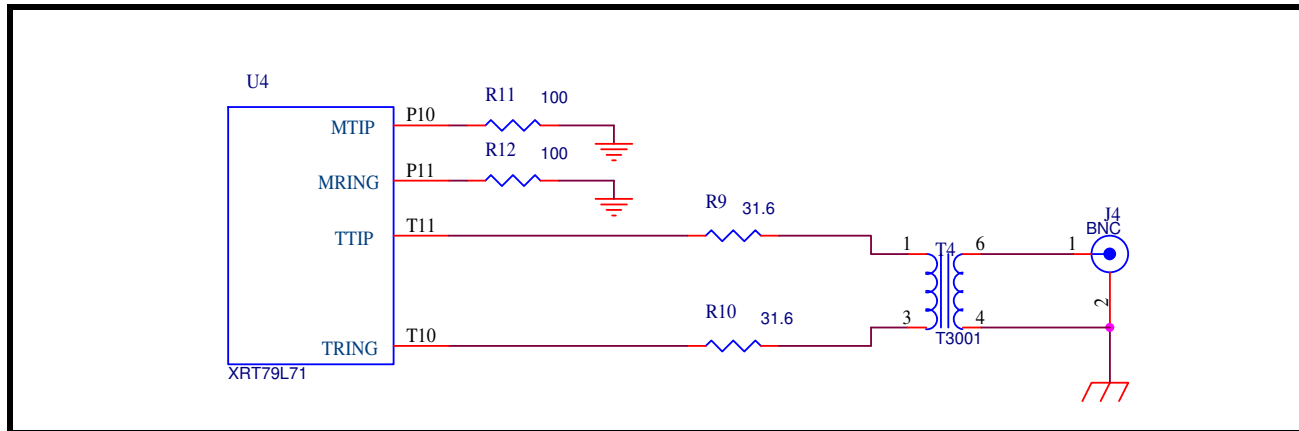 U4
MTIP
P10
R11
100
MRING
P11
R12
100
TTIP
T11
R9
31.6
TRING
T10
R10
31.6
XRT79L71
1
T4
6
3
4
T3001
J4
BNC
1
2